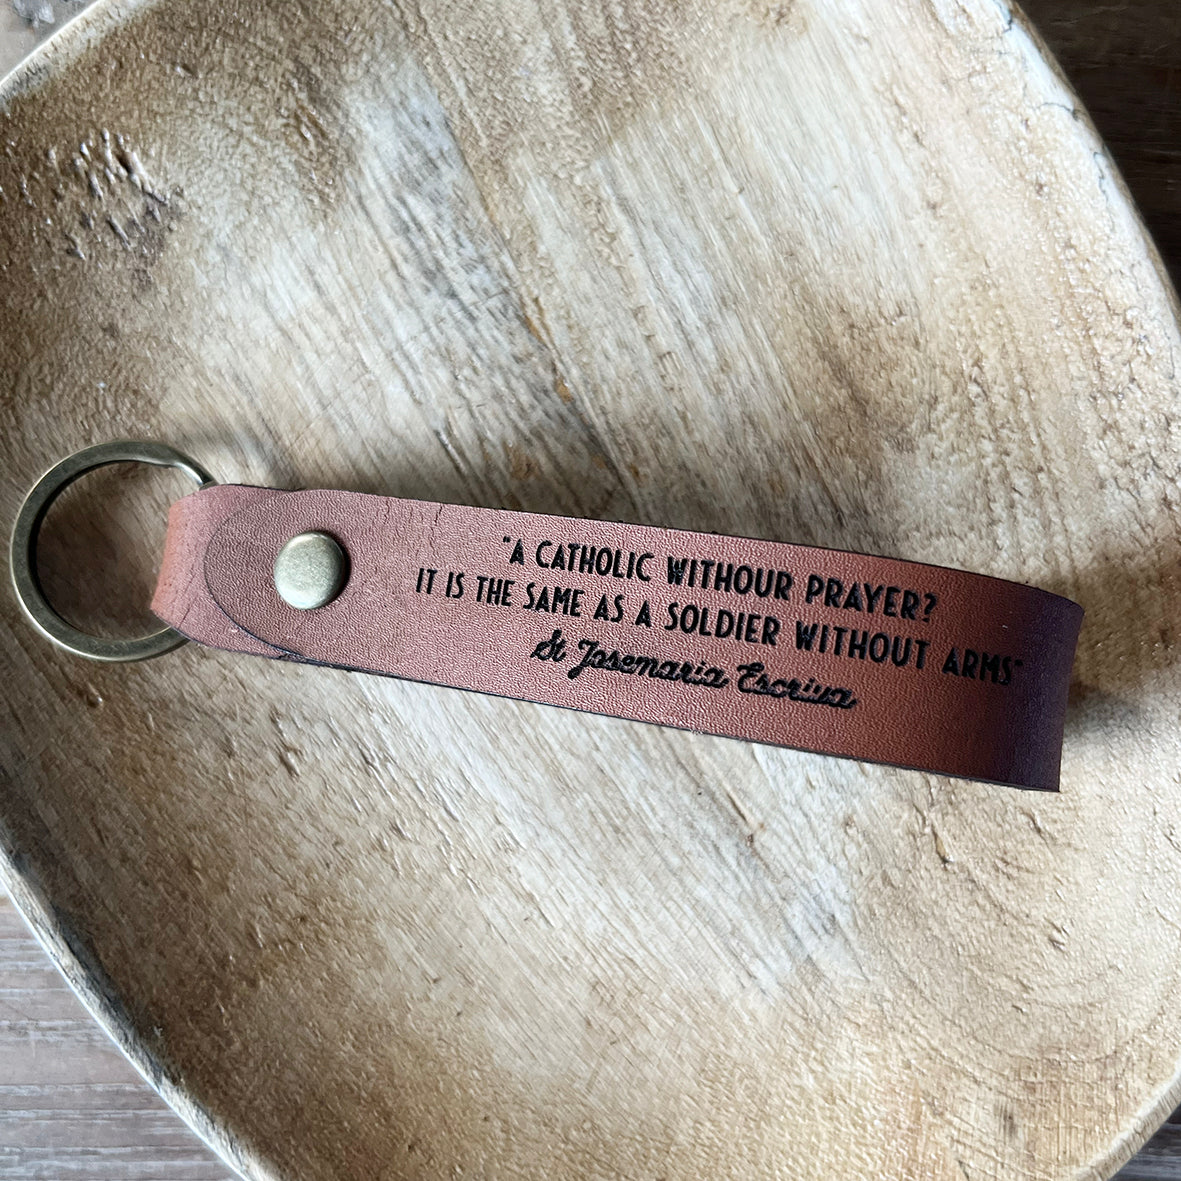 "A CATHOLIC WITHOUR PRAYER?
IT IS THE SAME AS A SOLDIER WITHOUT ARMS"
St Josemaria Escriva